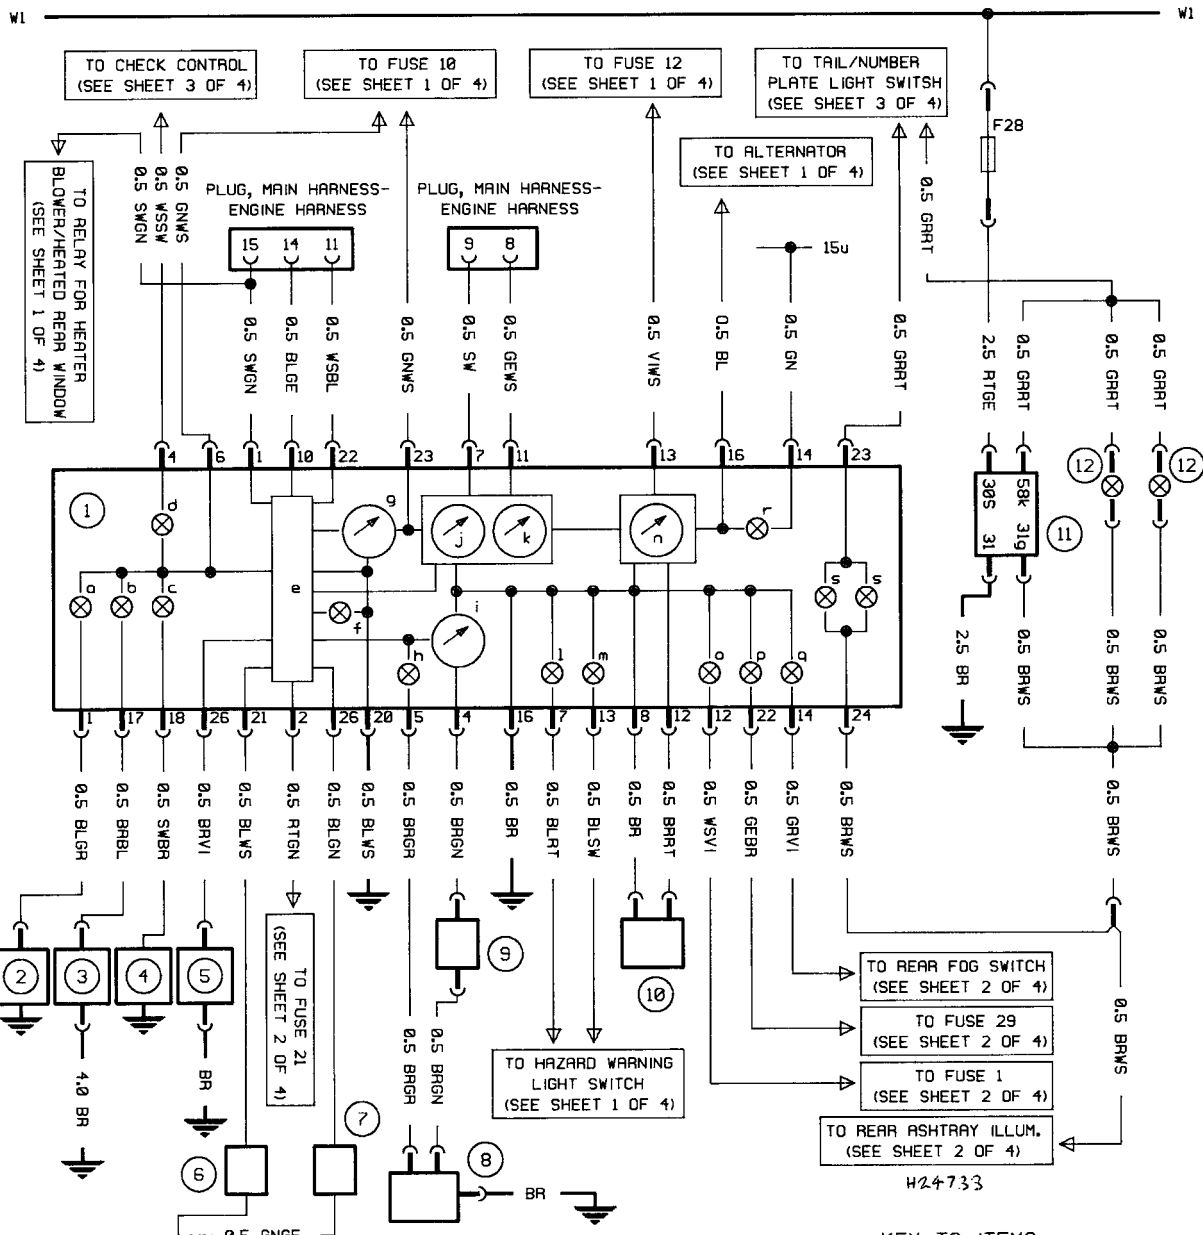 W1
W1
TO CHECK CONTROL
(SEE SHEET 3 OF 4)
TO FUSE 10
(SEE SHEET 1 OF 4)
TO FUSE 12
(SEE SHEET 1 OF 4)
TO TAIL/NUMBER
PLATE LIGHT SWITSH
(SEE SHEET 3 OF 4)
F28
TO ALTERNATOR
(SEE SHEET 1 OF 4)
TO RELAY FOR HEATER
BLOWER/HEATED REAR WINDOW
(SEE SHEET 1 OF 4)
0.5 SWGN
0.5 WSSW
0.5 GNWS
PLUG, MAIN HARNESS-
ENGINE HARNESS
PLUG, MAIN HARNESS-
ENGINE HARNESS
15 14 11
9 8
15u
0.5 GRRT
0.5 SWGN
0.5 BLGE
0.5 WSBL
0.5 GNWS
0.5 SW
0.5 GEWS
0.5 VIWS
0.5 BL
0.5 GN
0.5 GRRT
2.5 RTGE
0.5 GRRT
0.5 GRRT
0.5 GRRT
4 6 1 10 22 23 7 11 13 16 14 23
12 12
1 d g j k n r
30S 58k
31 31g
11
a b c e f h i l m o p q s s
1 17 18 26 21 2 26 20 5 4 16 7 13 8 12 12 22 14 24
2.5 BR
0.5 BRWS
0.5 BRWS
0.5 BRWS
0.5 BLGR
0.5 BRBL
0.5 SWBR
0.5 BRVI
0.5 BLWS
0.5 RTGN
0.5 BLGN
0.5 BLWS
0.5 BRGR
0.5 BRGN
0.5 BR
0.5 BLRT
0.5 BLSW
0.5 BR
0.5 BRRT
0.5 WSVI
0.5 GEBR
0.5 GRVI
0.5 BRWS
0.5 BRWS
2 3 4 5
9
10
TO FUSE 21
(SEE SHEET 2 OF 4)
TO REAR FOG SWITCH
(SEE SHEET 2 OF 4)
TO FUSE 29
(SEE SHEET 2 OF 4)
TO FUSE 1
(SEE SHEET 2 OF 4)
TO REAR ASHTRAY ILLUM.
(SEE SHEET 2 OF 4)
0.5 BRWS
TO HAZARD WARNING
LIGHT SWITCH
(SEE SHEET 1 OF 4)
4.0 BR
BR
0.5 BRGR
0.5 BRGN
6
7
8
BR
H24733
0.5 GNGE
KEY TO ITEMS